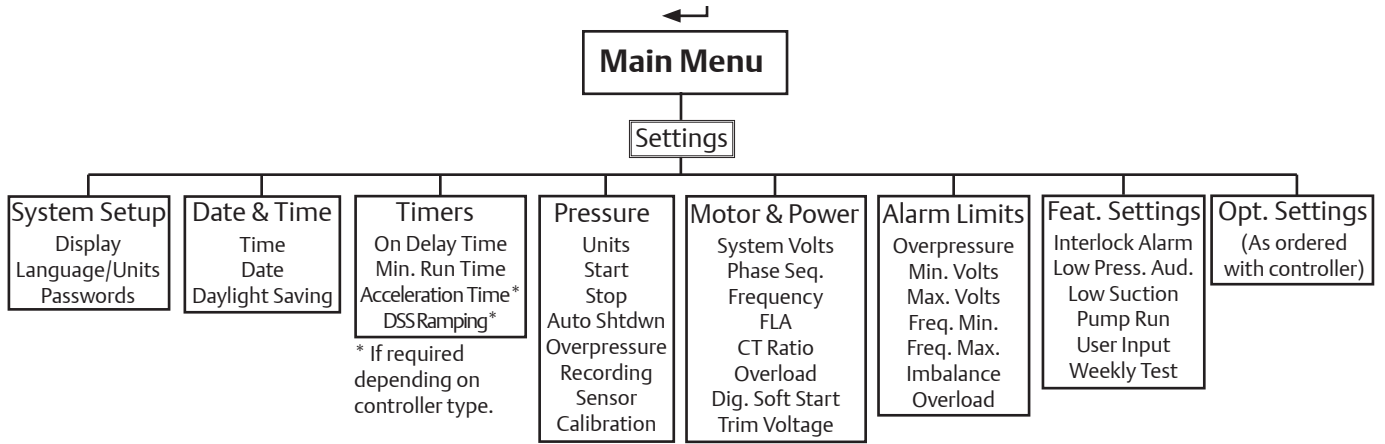 Main Menu
Settings
System Setup
Display
Language/Units
Passwords
Date & Time
Time
Date
Daylight Saving
Timers
On Delay Time
Min. Run Time
Acceleration Time*
DSS Ramping*
* If required
depending on
controller type.
Pressure
Units
Start
Stop
Auto Shtdwn
Overpressure
Recording
Sensor
Calibration
Motor & Power
System Volts
Phase Seq.
Frequency
FLA
CT Ratio
Overload
Dig. Soft Start
Trim Voltage
Alarm Limits
Overpressure
Min. Volts
Max. Volts
Freq. Min.
Freq. Max.
Imbalance
Overload
Feat. Settings
Interlock Alarm
Low Press. Aud.
Low Suction
Pump Run
User Input
Weekly Test
Opt. Settings
(As ordered
with controller)